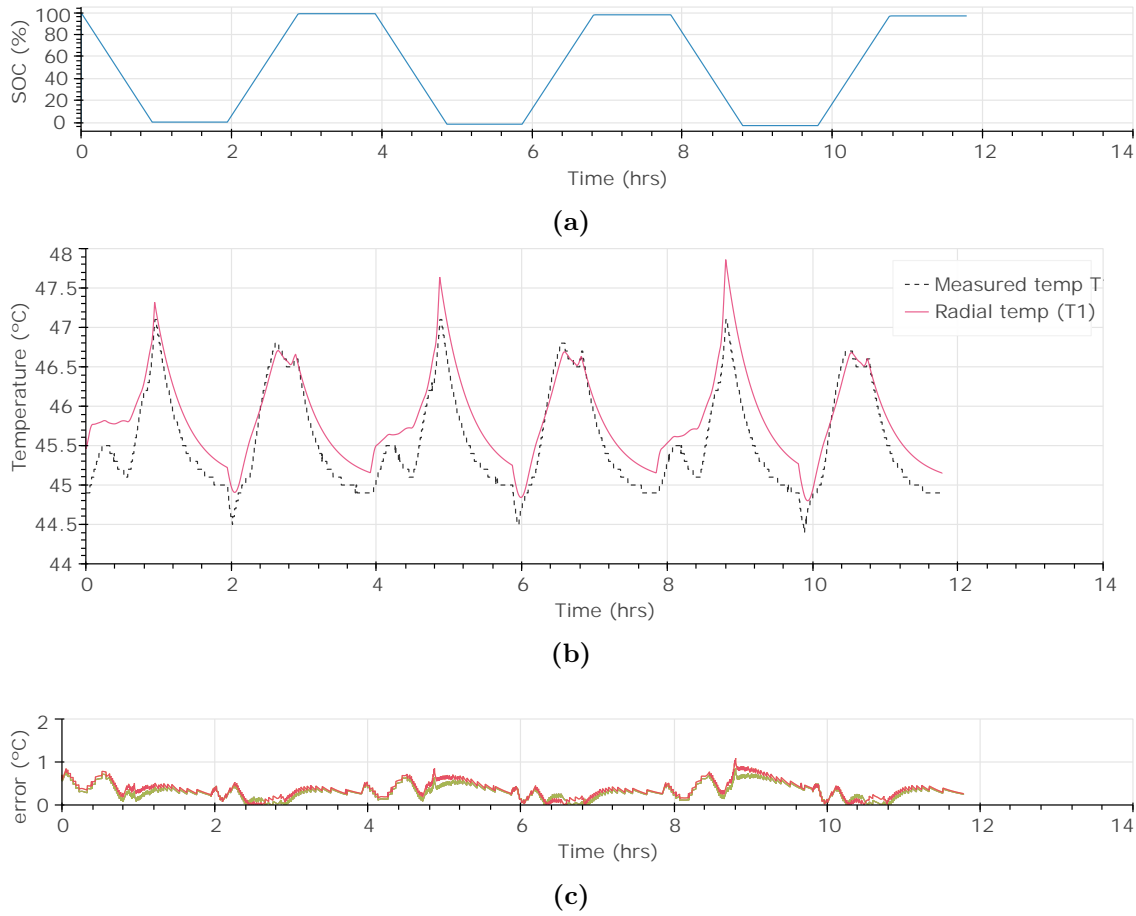 SOC (%)
100
80
60
40
20
0
0 2 4 6 8 10 12 14
Time (hrs)
(a)
Temperature (°C)
48
47.5
47
46.5
46
45.5
45
44.5
44
Measured temp T
Radial temp (T1)
0 2 4 6 8 10 12 14
Time (hrs)
(b)
error (°C)
2
1
0
0 2 4 6 8 10 12 14
Time (hrs)
(c)